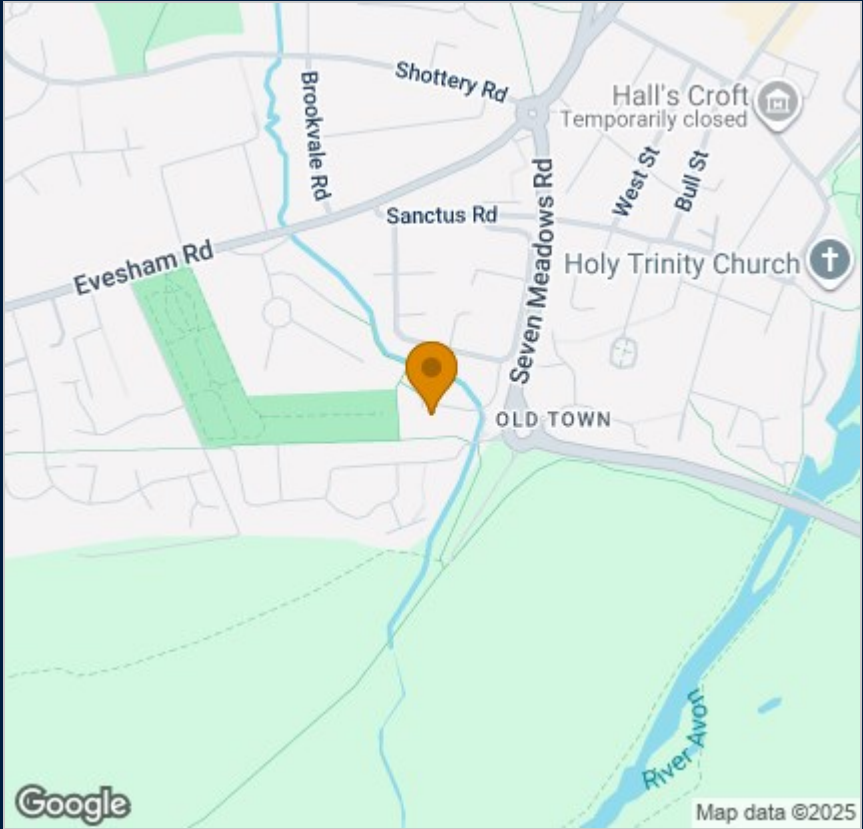 Shottery Rd
Brookvale Rd
Hall's Croft
Temporarily closed
West St
Bull St
Seven Meadows Rd
Sanctus Rd
Evesham Rd
Holy Trinity Church
OLD TOWN
River Avon
Google
Map data ©2025